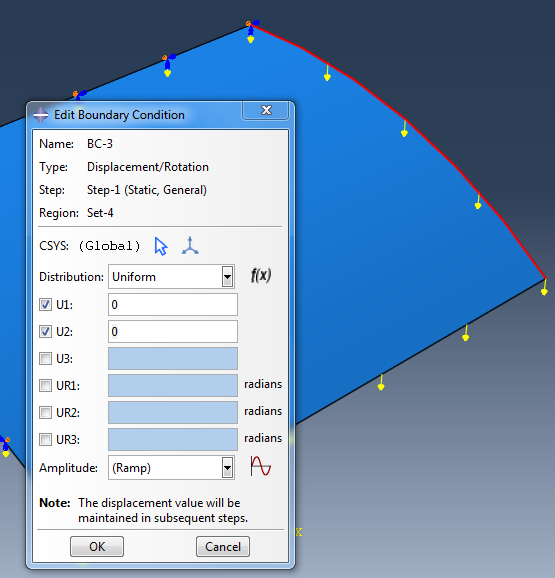 Edit Boundary Condition
Name: BC-3
Type: Displacement/Rotation
Step: Step-1 (Static, General)
Region: Set-4
CSYS: (Global)
Distribution: Uniform f(x)
U1: 0
U2: 0
U3:
UR1: radians
UR2: radians
UR3: radians
Amplitude: (Ramp)
Note: The displacement value will be
maintained in subsequent steps.
X
OK Cancel